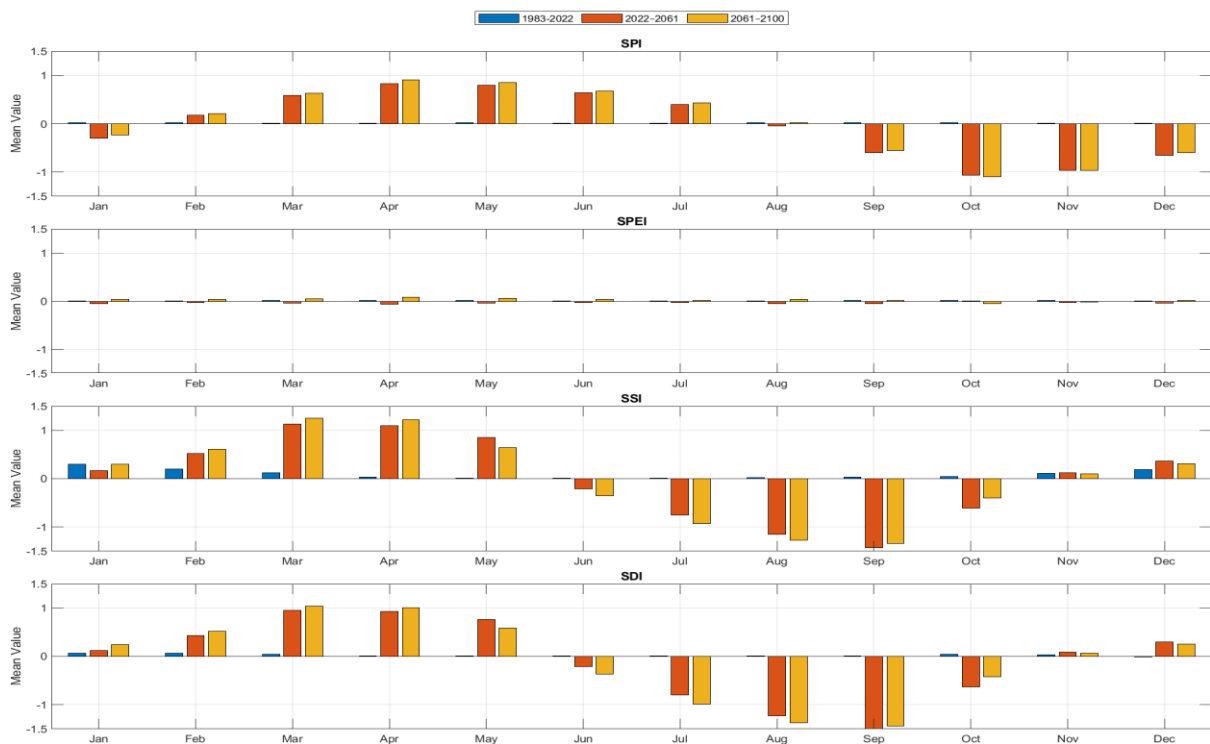 1983-2022 2022–2061 2061–2100
SPI
1.5
1
0
-1
-1.5
Mean Value
Jan Feb Mar Apr May Jun Jul Aug Sep Oct Nov Dec
SPEI
1.5
1
0
-1
-1.5
Mean Value
Jan Feb Mar Apr May Jun Jul Aug Sep Oct Nov Dec
SSI
1.5
1
0
-1
-1.5
Mean Value
Jan Feb Mar Apr May Jun Jul Aug Sep Oct Nov Dec
SDI
1.5
1
0
-1
-1.5
Mean Value
Jan Feb Mar Apr May Jun Jul Aug Sep Oct Nov Dec